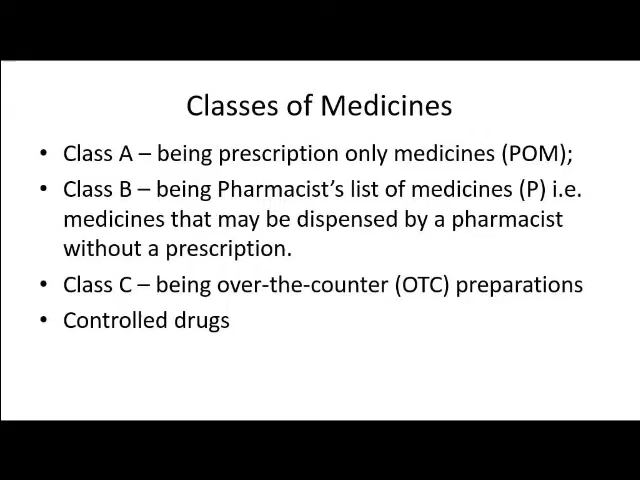 Classes of Medicines
• Class A – being prescription only medicines (POM);
• Class B – being Pharmacist's list of medicines (P) i.e.
medicines that may be dispensed by a pharmacist
without a prescription.
• Class C – being over-the-counter (OTC) preparations
• Controlled drugs